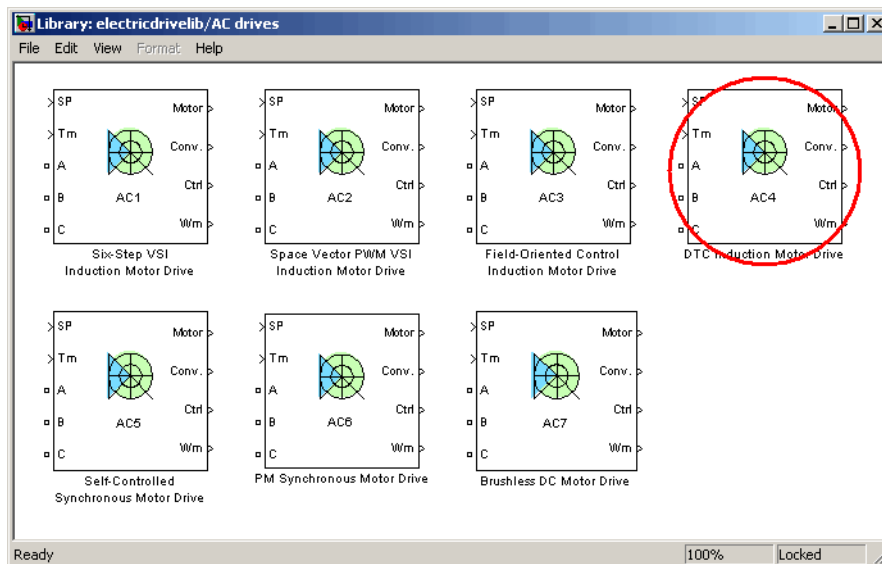 Library: electricdrivelib/AC drives
File Edit View Format Help
SP Motor SP Motor SP Motor SP Motor
Tm Conv. Tm Conv. Tm Conv. Tm Conv.
A A A A
Ctrl Ctrl Ctrl Ctrl
B AC1 B AC2 B AC3 B AC4
C Wm C Wm C Wm C Wm
Six-Step VSI Space Vector PWM VSI Field-Oriented Control DTC Induction Motor Drive
Induction Motor Drive Induction Motor Drive Induction Motor Drive
SP Motor SP Motor SP Motor
Tm Conv. Tm Conv. Tm Conv.
A A A
Ctrl Ctrl Ctrl
B AC5 B AC6 B AC7
C Wm C Wm C Wm
Self-Controlled PM Synchronous Motor Drive Brushless DC Motor Drive
Synchronous Motor Drive
Ready 100% Locked